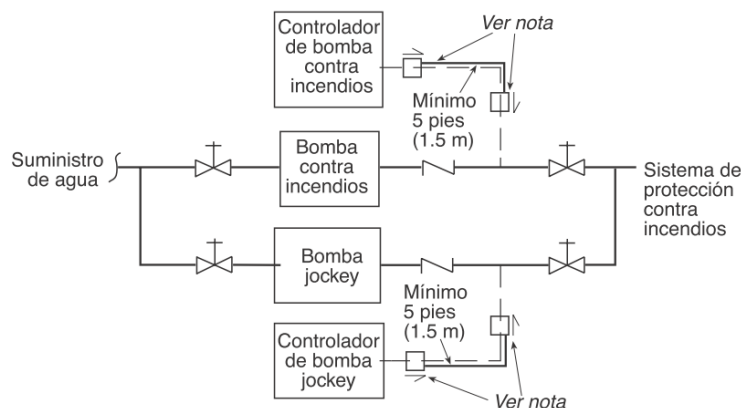 Controlador
de bomba
contra
incendios
Ver nota
Mínimo
5 pies
(1.5 m)
Suministro
de agua
Bomba
contra
incendios
Sistema de
protección
contra
incendios
Bomba
jockey
Mínimo
5 pies
(1.5 m)
Controlador
de bomba
jockey
Ver nota